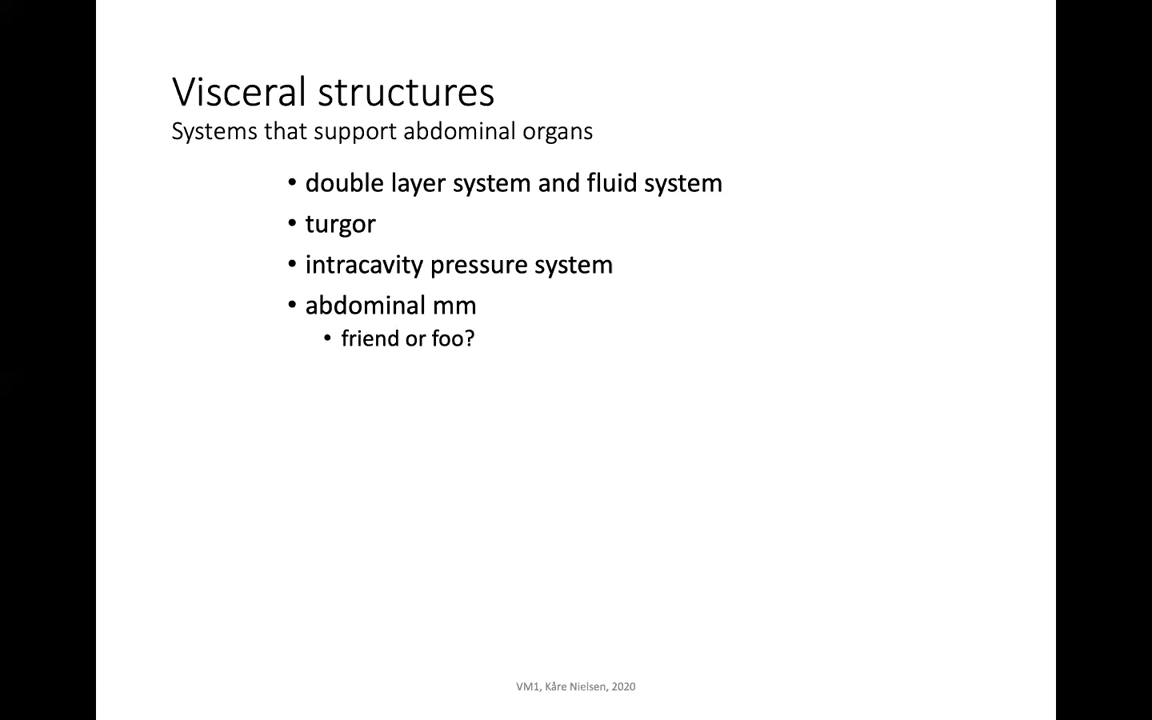 Visceral structures
Systems that support abdominal organs
• double layer system and fluid system
• turgor
• intracavity pressure system
• abdominal mm
• friend or foo?
VM1, Kåre Nielsen, 2020